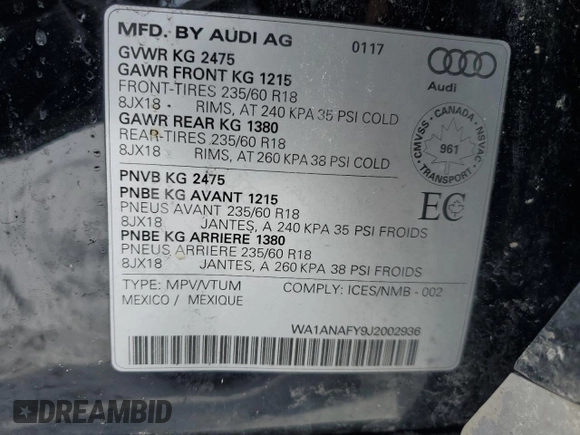 MFD. BY AUDI AG 0117
GVWR KG 2475
GAWR FRONT KG 1215
FRONT-TIRES 235/60 R18
8JX18 RIMS, AT 240 KPA 35 PSI COLD
GAWR REAR KG 1380
REAR-TIRES 235/60 R18
8JX18 RIMS, AT 260 KPA 38 PSI COLD
Audi
CMVSS - CANADA - NSVAC
961
TRANSPORT
PNVB KG 2475
PNBE KG AVANT 1215
PNEUS AVANT 235/60 R18
8JX18 JANTES, A 240 KPA 35 PSI FROIDS
PNBE KG ARRIERE 1380
PNEUS ARRIERE 235/60 R18
8JX18 JANTES, A 260 KPA 38 PSI FROIDS
EC
TYPE: MPV/VTUM COMPLY: ICES/NMB - 002
MEXICO / MEXIQUE
WA1ANAFY9J2002936
DREAMBID